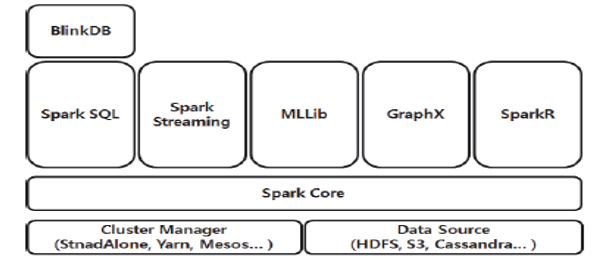 BlinkDB
Spark SQL
Spark
Streaming
MLLib
GraphX
SparkR
Spark Core
Cluster Manager
(StnadAlone, Yarn, Mesos... )
Data Source
(HDFS, S3, Cassandra... )